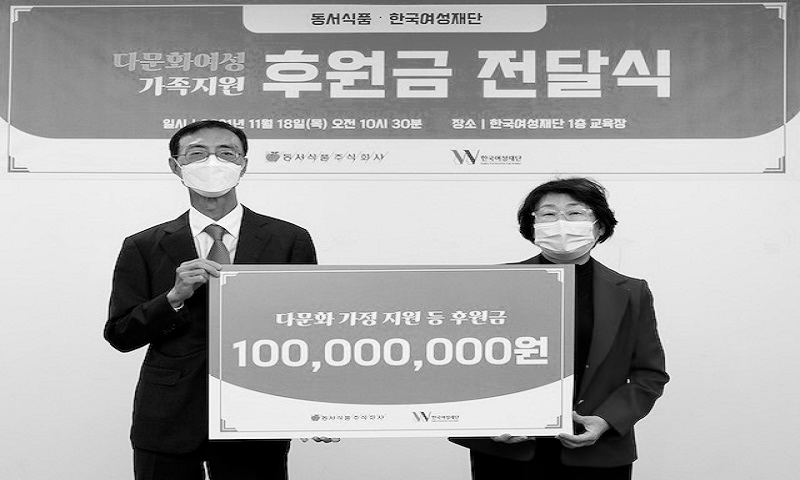 동서식품 · 한국여성재단
다문화여성
가족지원 후원금 전달식
일시 | 1년 11월 18일(목) 오전 10시 30분 장소 | 한국여성재단 1층 교육장
동서식품주식회사 한국여성재단
다문화 가정 지원 등 후원금
100,000,000원
동서식품주식회사 한국여성재단